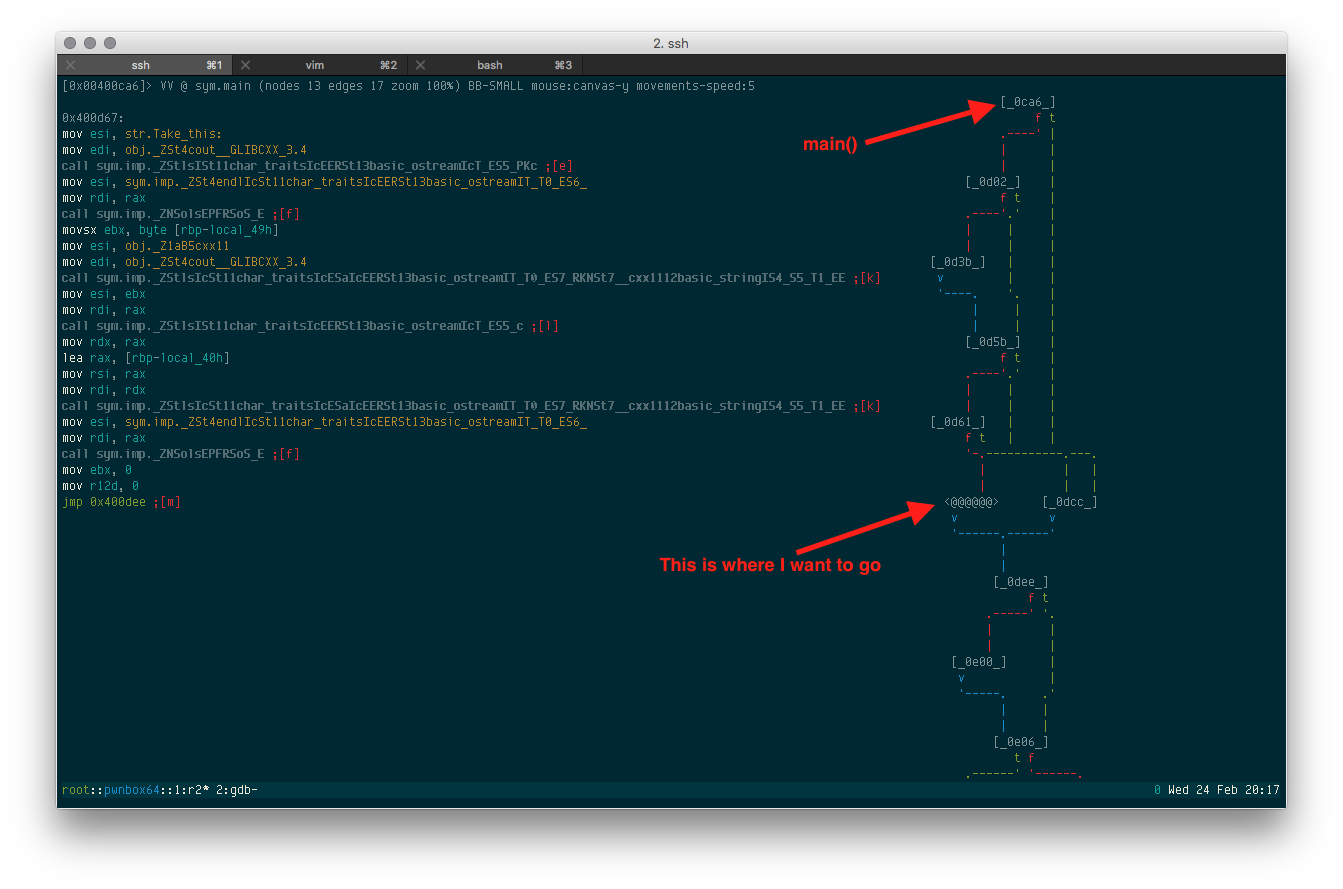 2. ssh
ssh ⌘1 vim ⌘2 bash ⌘3
[0x00400ca6]> VV @ sym.main (nodes 13 edges 17 zoom 100%) BB-SMALL mouse:canvas-y movements-speed:5
[_0ca6_]
0x400d67:
f t
mov esi, str.Take_this:
main()
mov edi, obj._ZSt4cout__GLIBCXX_3.4
call sym.imp._ZStlsISt11char_traitsIcEERSt13basic_ostreamIcT_ES5_PKc ;[e]
mov esi, sym.imp._ZSt4endlIcSt11char_traitsIcEERSt13basic_ostreamIT_T0_ES6_
[_0d02_]
mov rdi, rax
f t
call sym.imp._ZNSolsEPFRSoS_E ;[f]
movsx ebx, byte [rbp-local_49h]
mov esi, obj._Z1aB5cxx11
mov edi, obj._ZSt4cout__GLIBCXX_3.4
[_0d3b_]
call sym.imp._ZStlsIcSt11char_traitsIcESaIcEERSt13basic_ostreamIT_T0_ES7_RKNSt7__cxx1112basic_stringIS4_S5_T1_EE ;[k]
v
mov esi, ebx
mov rdi, rax
call sym.imp._ZStlsISt11char_traitsIcEERSt13basic_ostreamIcT_ES5_c ;[l]
mov rdx, rax
[_0d5b_]
lea rax, [rbp-local_40h]
f t
mov rsi, rax
mov rdi, rdx
call sym.imp._ZStlsIcSt11char_traitsIcESaIcEERSt13basic_ostreamIT_T0_ES7_RKNSt7__cxx1112basic_stringIS4_S5_T1_EE ;[k]
mov esi, sym.imp._ZSt4endlIcSt11char_traitsIcEERSt13basic_ostreamIT_T0_ES6_
[_0d61_]
mov rdi, rax
f t
call sym.imp._ZNSolsEPFRSoS_E ;[f]
mov ebx, 0
mov r12d, 0
jmp 0x400dee ;[m]
<@@@@@@> [_0dcc_]
v v
This is where I want to go
[_0dee_]
f t
[_0e00_]
v
[_0e06_]
t f
root::pwnbox64::1:r2* 2:gdb- 0 Wed 24 Feb 20:17